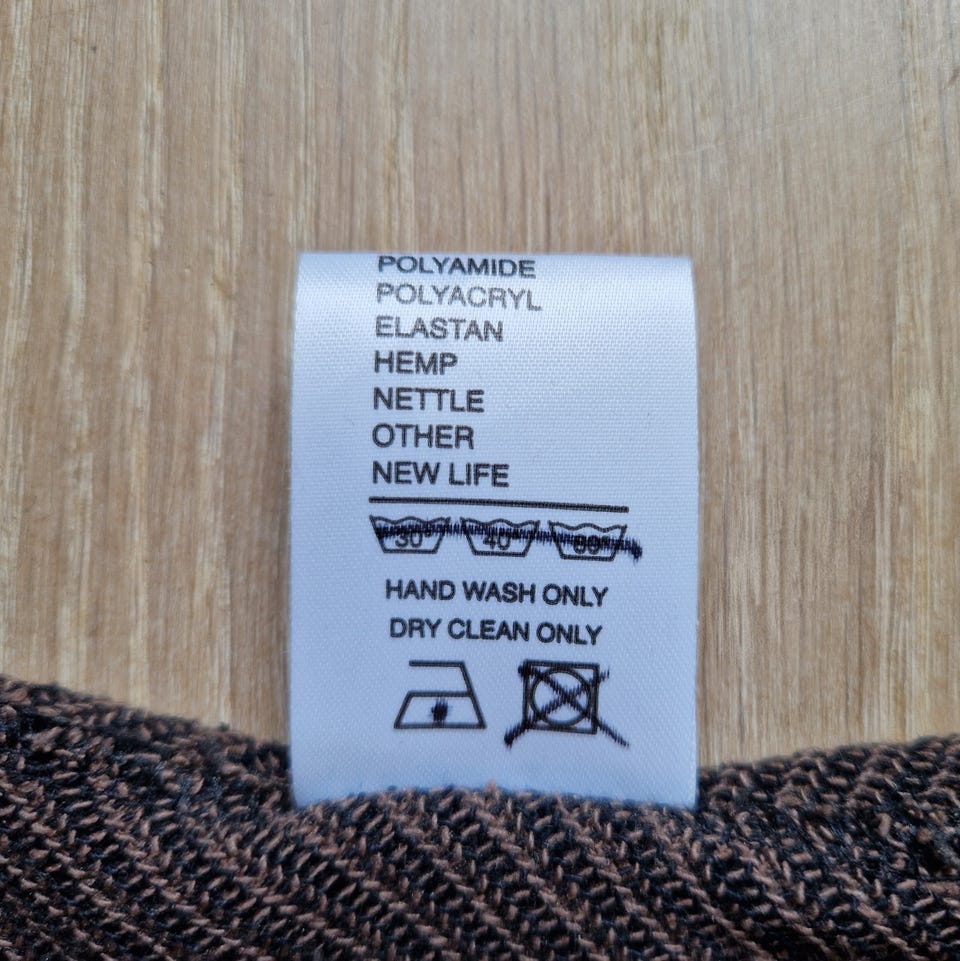 POLYAMIDE
POLYACRYL
ELASTAN
HEMP
NETTLE
OTHER
NEW LIFE
30° 40° 60°
HAND WASH ONLY
DRY CLEAN ONLY